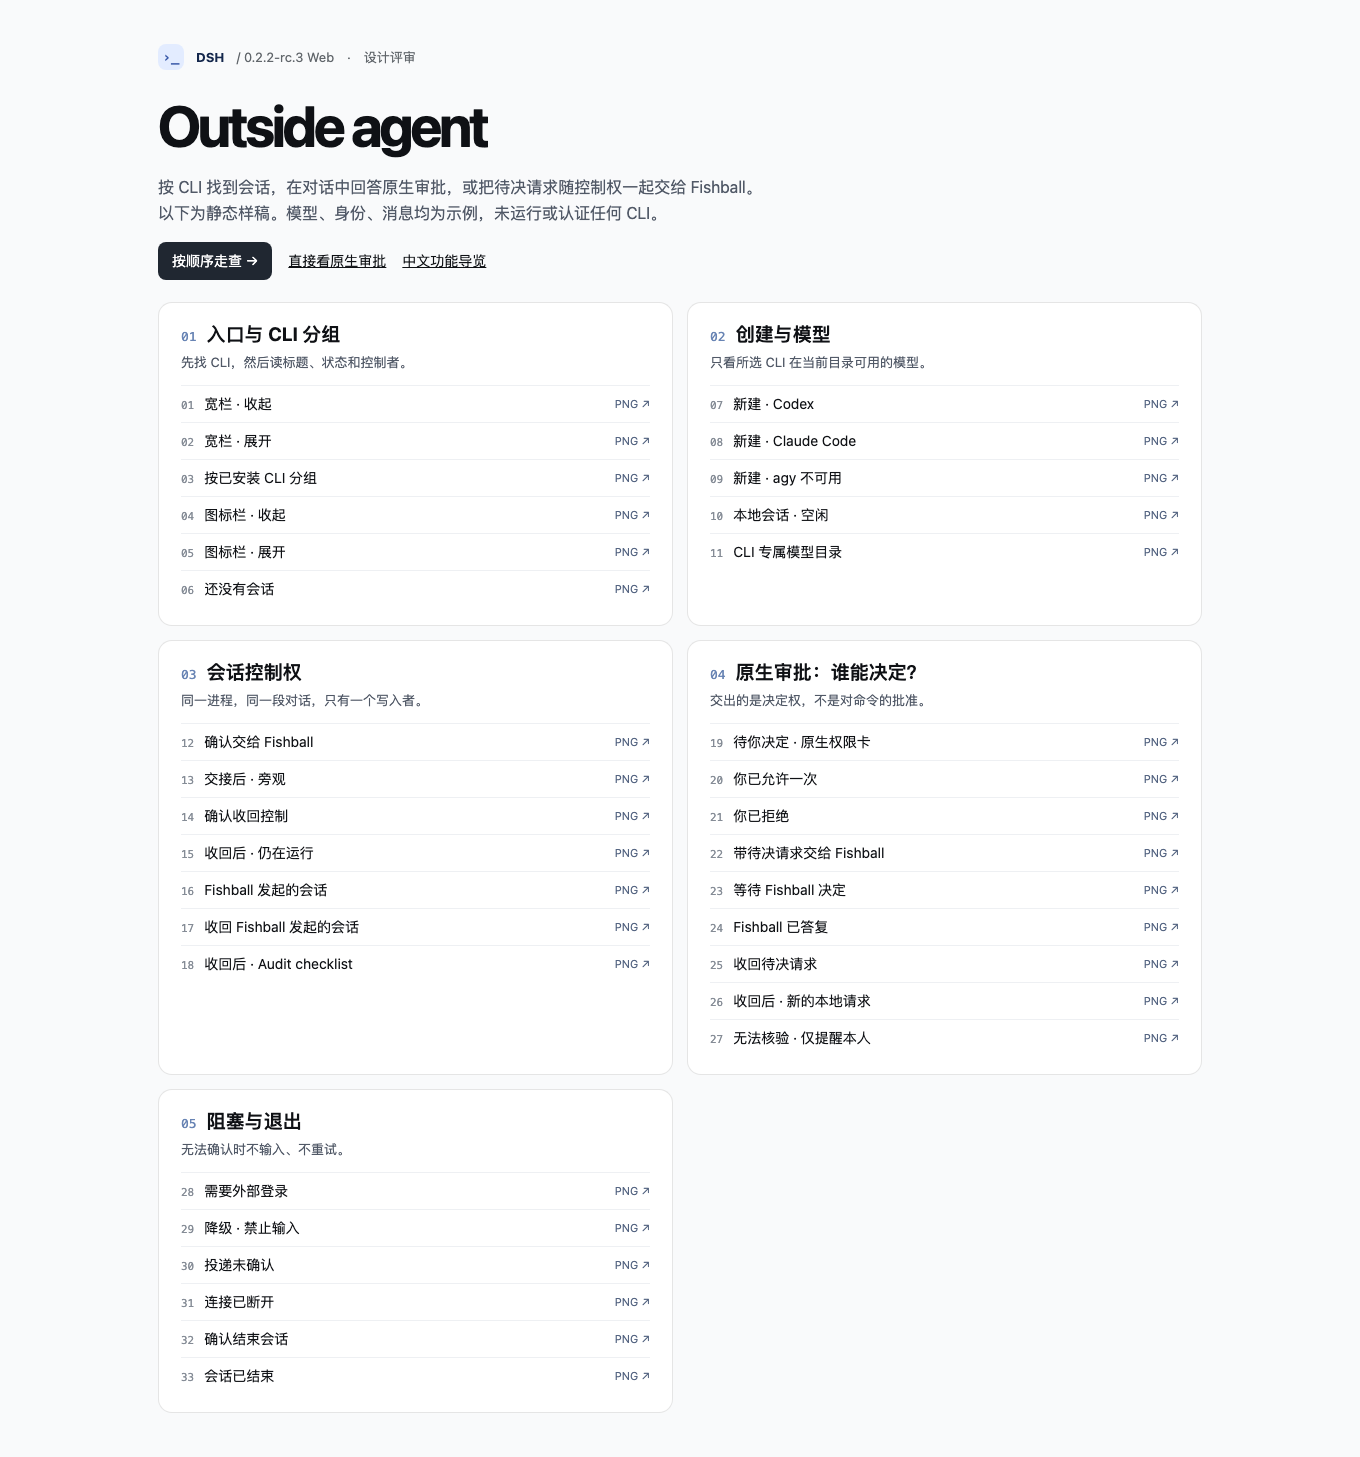 ›_ DSH / 0.2.2-rc.3 Web · 设计评审
Outside agent
按 CLI 找到会话，在对话中回答原生审批，或把待决请求随控制权一起交给 Fishball。
以下为静态样稿。模型、身份、消息均为示例，未运行或认证任何 CLI。
按顺序走查 → 直接看原生审批 中文功能导览
01 入口与 CLI 分组
先找 CLI，然后读标题、状态和控制者。
01 宽栏 · 收起 PNG ↗
02 宽栏 · 展开 PNG ↗
03 按已安装 CLI 分组 PNG ↗
04 图标栏 · 收起 PNG ↗
05 图标栏 · 展开 PNG ↗
06 还没有会话 PNG ↗
02 创建与模型
只看所选 CLI 在当前目录可用的模型。
07 新建 · Codex PNG ↗
08 新建 · Claude Code PNG ↗
09 新建 · agy 不可用 PNG ↗
10 本地会话 · 空闲 PNG ↗
11 CLI 专属模型目录 PNG ↗
03 会话控制权
同一进程，同一段对话，只有一个写入者。
12 确认交给 Fishball PNG ↗
13 交接后 · 旁观 PNG ↗
14 确认收回控制 PNG ↗
15 收回后 · 仍在运行 PNG ↗
16 Fishball 发起的会话 PNG ↗
17 收回 Fishball 发起的会话 PNG ↗
18 收回后 · Audit checklist PNG ↗
04 原生审批：谁能决定?
交出的是决定权，不是对命令的批准。
19 待你决定 · 原生权限卡 PNG ↗
20 你已允许一次 PNG ↗
21 你已拒绝 PNG ↗
22 带待决请求交给 Fishball PNG ↗
23 等待 Fishball 决定 PNG ↗
24 Fishball 已答复 PNG ↗
25 收回待决请求 PNG ↗
26 收回后 · 新的本地请求 PNG ↗
27 无法核验 · 仅提醒本人 PNG ↗
05 阻塞与退出
无法确认时不输入、不重试。
28 需要外部登录 PNG ↗
29 降级 · 禁止输入 PNG ↗
30 投递未确认 PNG ↗
31 连接已断开 PNG ↗
32 确认结束会话 PNG ↗
33 会话已结束 PNG ↗